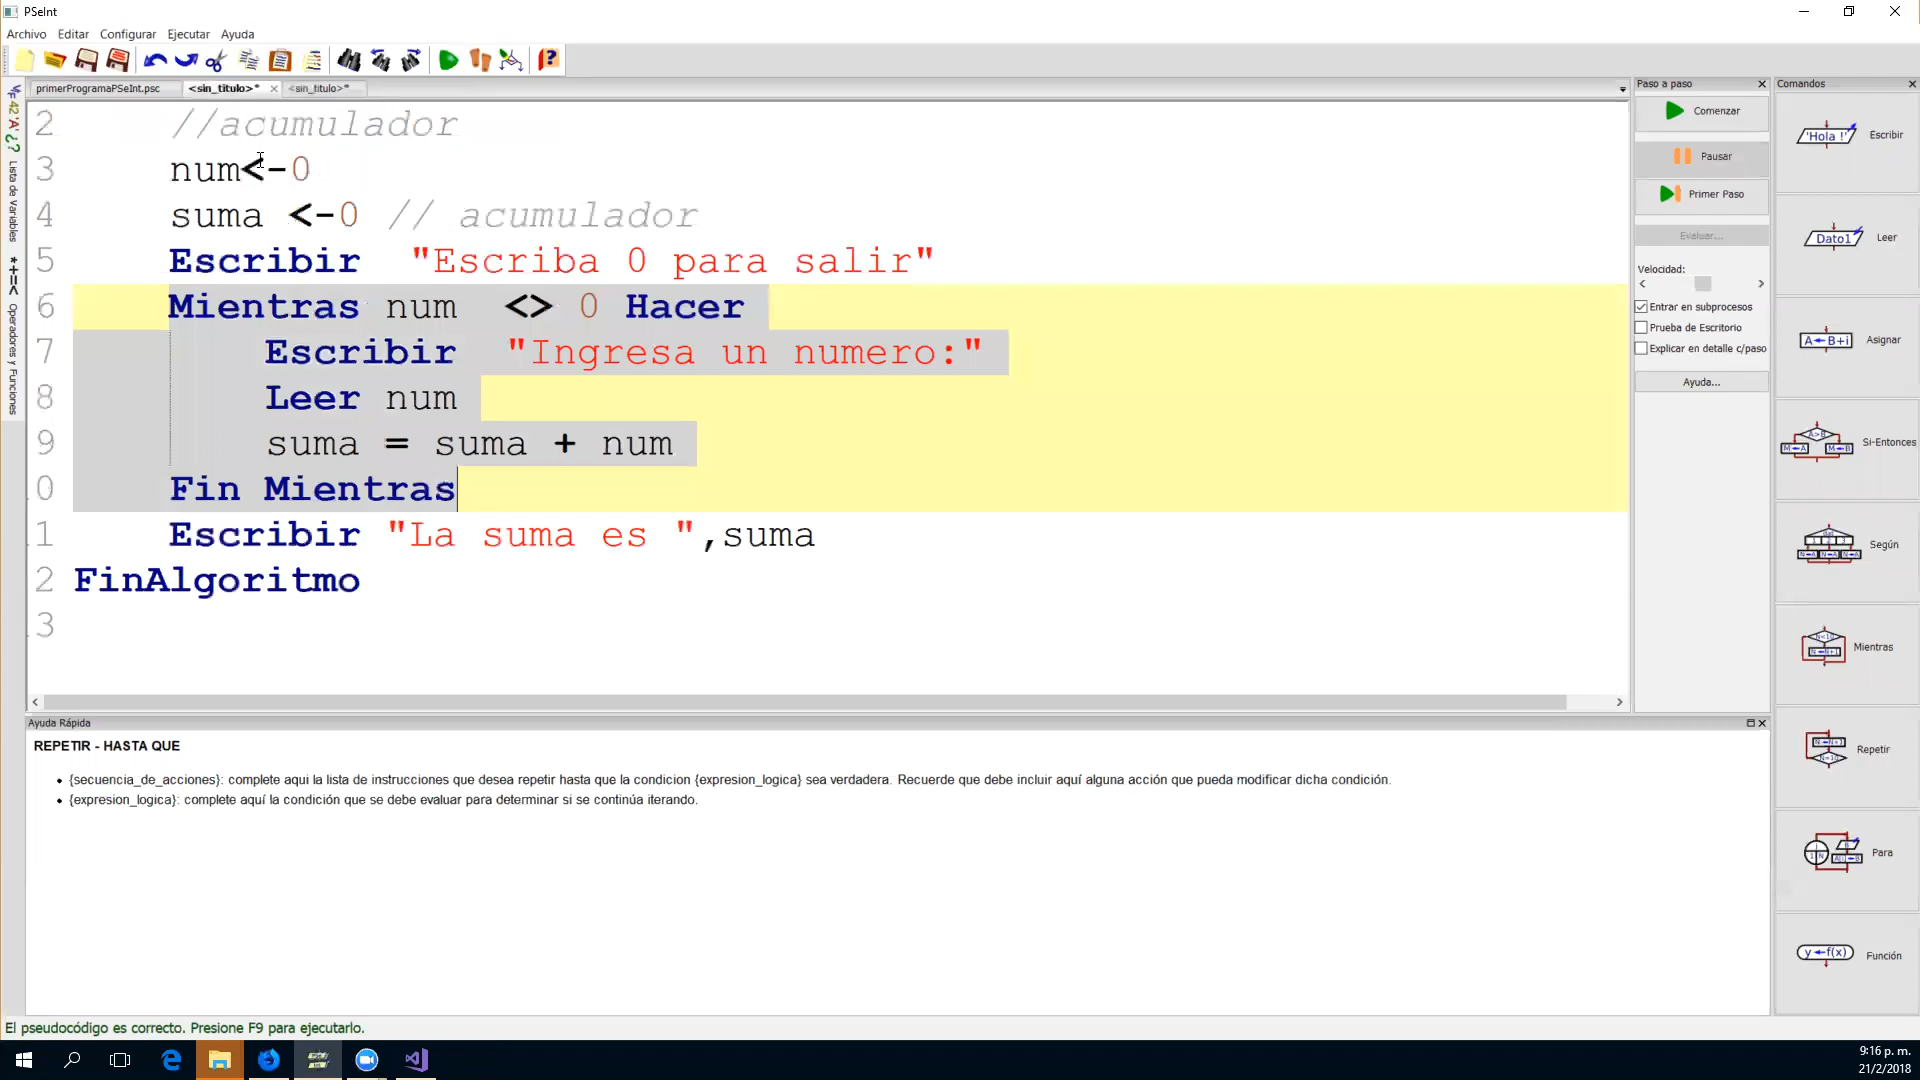 PSeInt
Archivo Editar Configurar Ejecutar Ayuda
primerProgramaPSeInt.psc <sin_titulo>* <sin_titulo>*
2 //acumulador
3 num<-0
4 suma <-0 // acumulador
5 Escribir "Escriba 0 para salir"
6 Mientras num <> 0 Hacer
7 Escribir "Ingresa un numero:"
8 Leer num
9 suma = suma + num
0 Fin Mientras
1 Escribir "La suma es ",suma
2 FinAlgoritmo
3
Lista de Variables
Operadores y Funciones
Paso a paso
Comenzar
Pausar
Primer Paso
Evaluar...
Velocidad:
Entrar en subprocesos
Prueba de Escritorio
Explicar en detalle c/paso
Ayuda...
Comandos
'Hola !' Escribir
Dato1 Leer
A←B+i Asignar
Si-Entonces
Según
Mientras
Repetir
Para
y←f(x) Función
Ayuda Rápida
REPETIR - HASTA QUE
• {secuencia_de_acciones}: complete aqui la lista de instrucciones que desea repetir hasta que la condicion {expresion_logica} sea verdadera. Recuerde que debe incluir aquí alguna acción que pueda modificar dicha condición.
• {expresion_logica}: complete aquí la condición que se debe evaluar para determinar si se continúa iterando.
El pseudocódigo es correcto. Presione F9 para ejecutarlo.
9:16 p. m.
21/2/2018